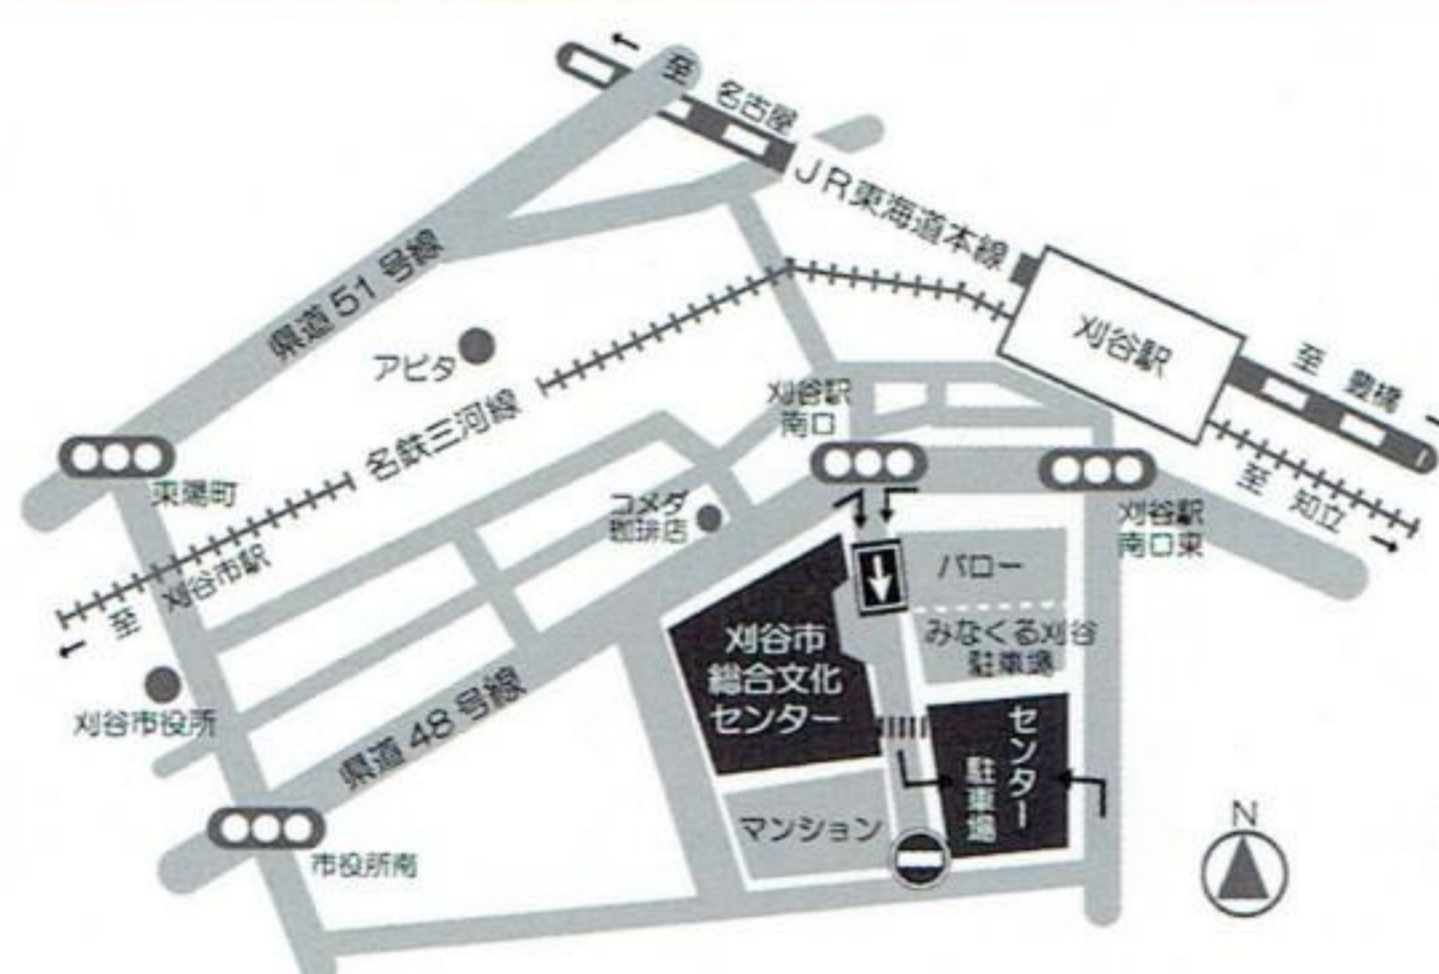 至 名古屋
JR東海道本線
県道51号線
刈谷駅
アピタ
至 豊橋
刈谷駅
南口
名鉄三河線
至 知立
東陽町
コメダ
珈琲店
刈谷駅
南口東
至 刈谷市駅
バロー
みなくる刈谷
駐車場
刈谷市
総合文化
センター
刈谷市役所
県道48号線
センター
駐車場
マンション
市役所南
N